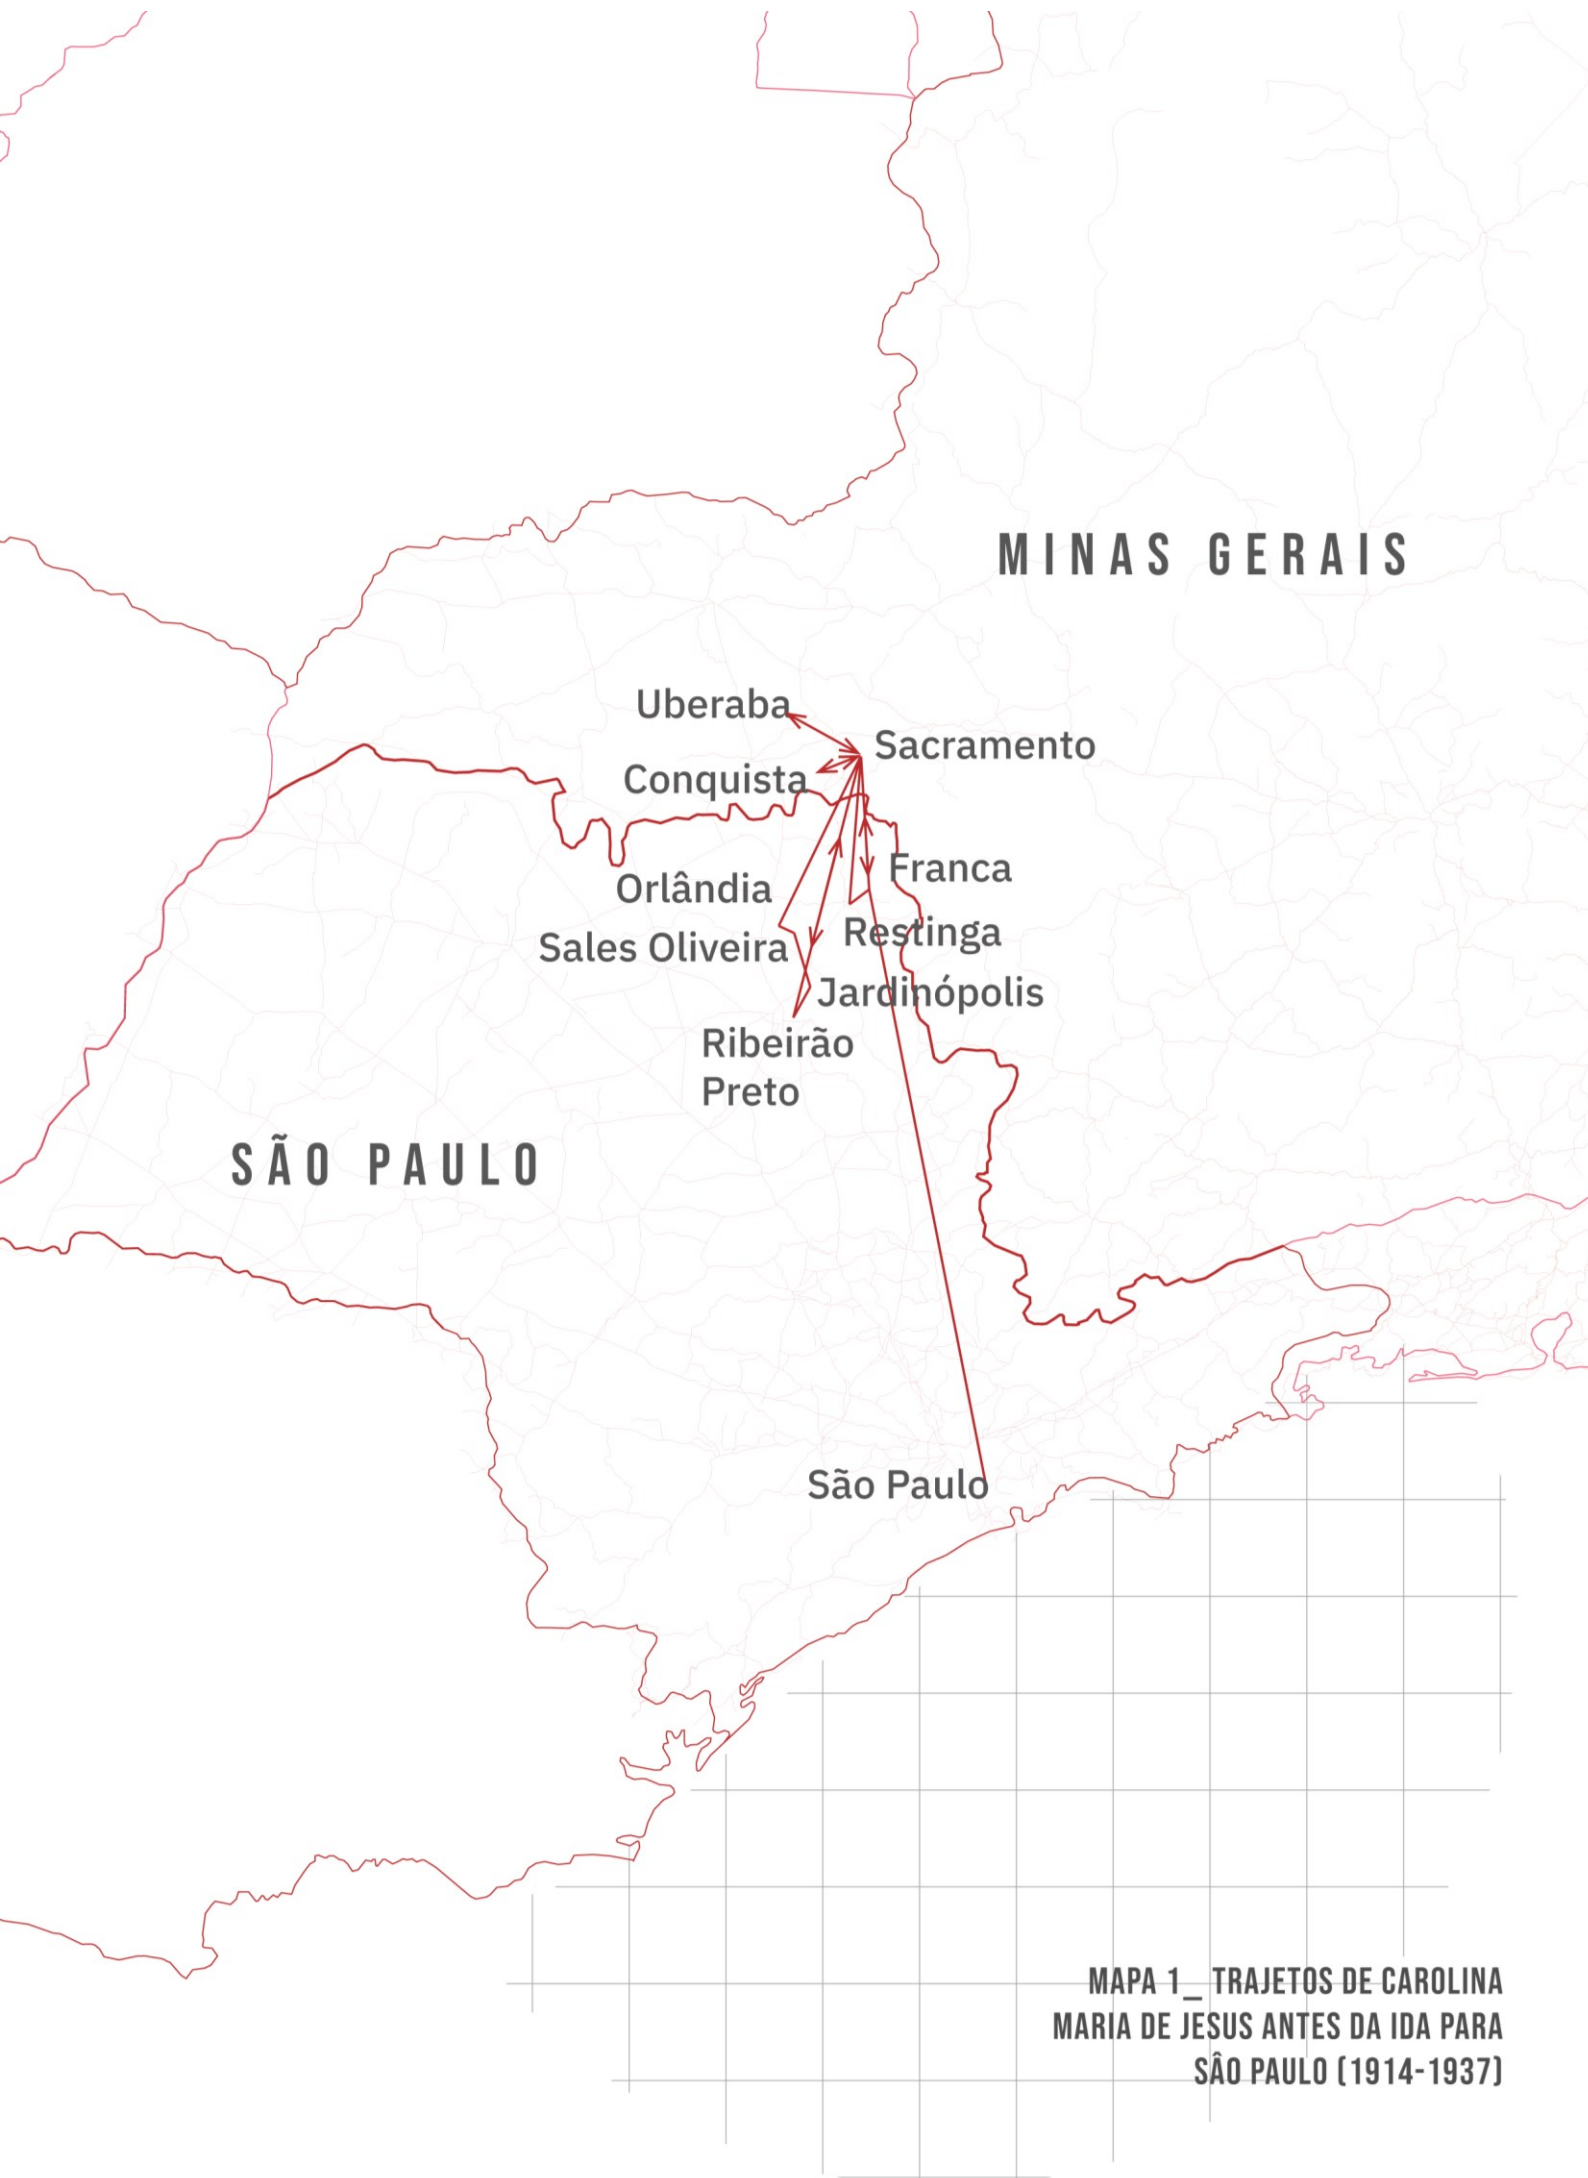 MINAS GERAIS
Uberaba
Sacramento
Conquista
Franca
Orlândia
Restinga
Sales Oliveira
Jardinópolis
Ribeirão
Preto
SÃO PAULO
São Paulo
MAPA 1_ TRAJETOS DE CAROLINA
MARIA DE JESUS ANTES DA IDA PARA
SÂO PAULO (1914-1937)